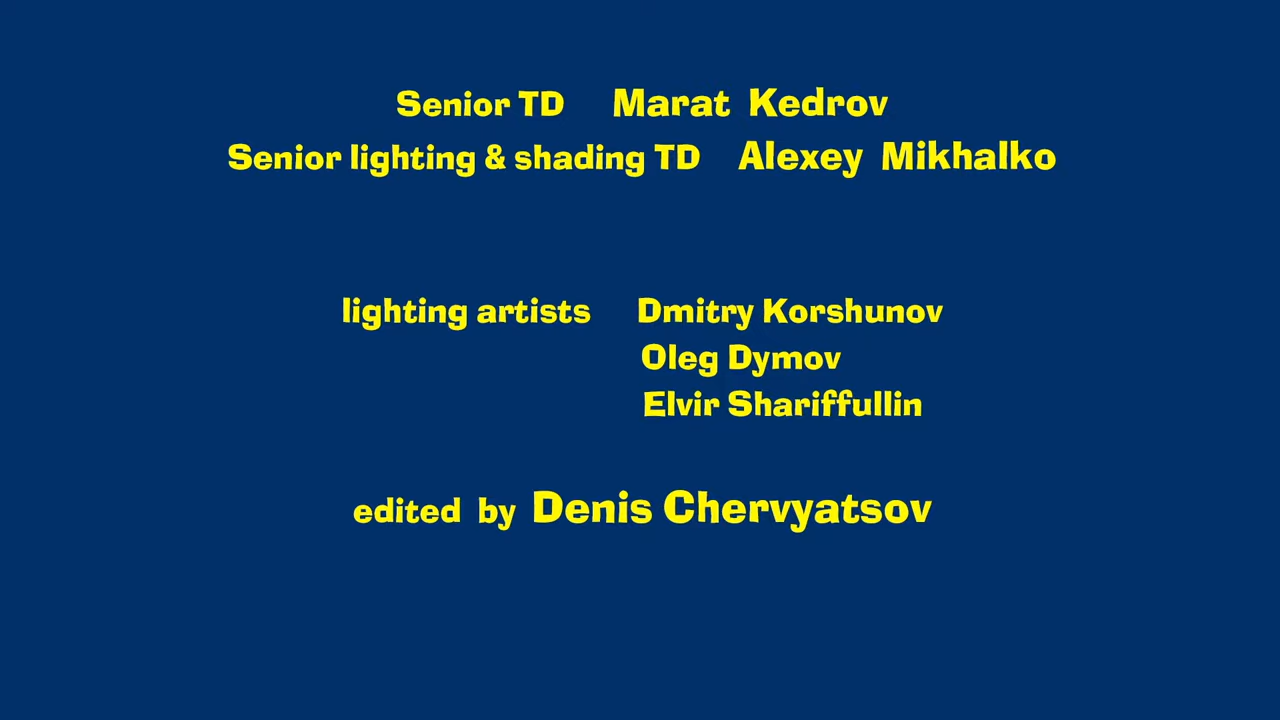 Senior TD Marat Kedrov
Senior lighting & shading TD Alexey Mikhalko
lighting artists Dmitry Korshunov
Oleg Dymov
Elvir Shariffullin
edited by Denis Chervyatsov